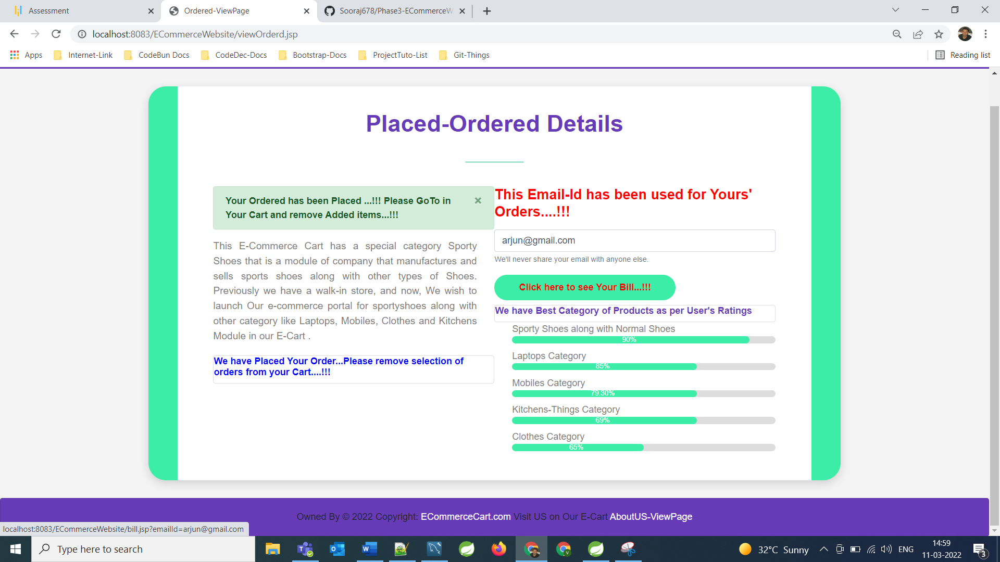 Assessment
Ordered-ViewPage
Sooraj678/Phase3-ECommerceW
localhost:8083/ECommerceWebsite/viewOrderd.jsp
Apps
Internet-Link
CodeBun Docs
CodeDec-Docs
Bootstrap-Docs
ProjectTuto-List
Git-Things
Reading list
Placed-Ordered Details
Your Ordered has been Placed ...!!! Please GoTo in
Your Cart and remove Added items...!!!
×
This E-Commerce Cart has a special category Sporty
Shoes that is a module of company that manufactures and
sells sports shoes along with other types of Shoes.
Previously we have a walk-in store, and now, We wish to
launch Our e-commerce portal for sportyshoes along with
other category like Laptops, Mobiles, Clothes and Kitchens
Module in our E-Cart .
We have Placed Your Order...Please remove selection of
orders from your Cart....!!!
This Email-Id has been used for Yours'
Orders....!!!
arjun@gmail.com
We'll never share your email with anyone else.
Click here to see Your Bill...!!!
We have Best Category of Products as per User's Ratings
Sporty Shoes along with Normal Shoes
90%
Laptops Category
85%
Mobiles Category
79.30%
Kitchens-Things Category
69%
Clothes Category
65%
Owned By © 2022 Copyright: ECommerceCart.com Visit US on Our E-Cart AboutUS-ViewPage
localhost:8083/ECommerceWebsite/bill.jsp?emailId=arjun@gmail.com
Type here to search
32°C Sunny
ENG
14:59
11-03-2022
3